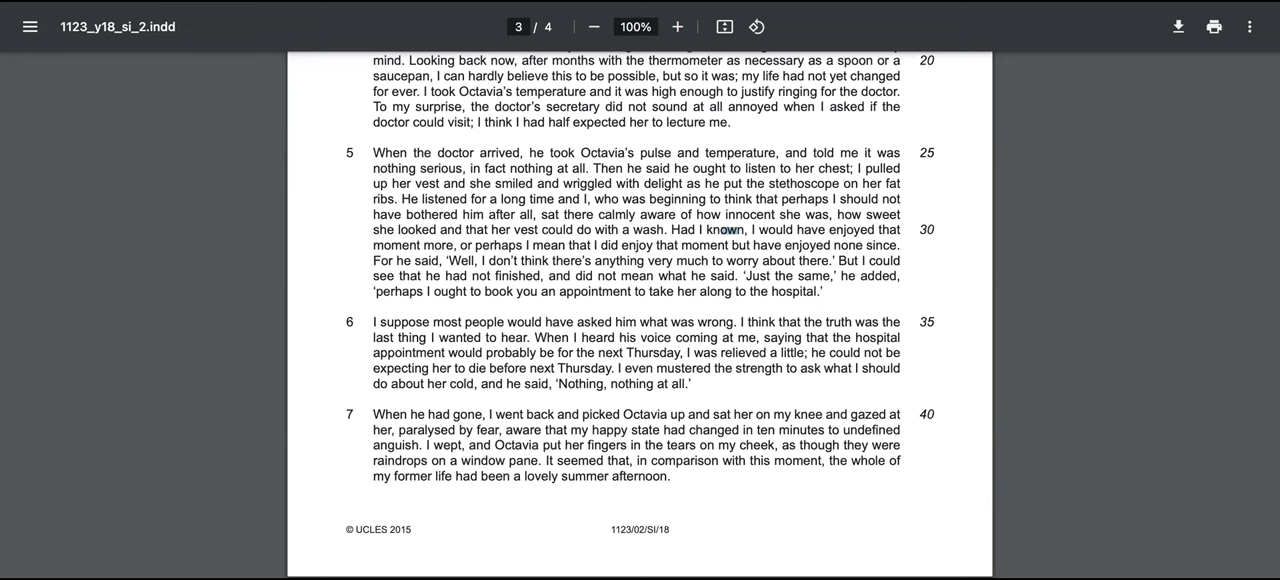 1123_y18_si_2.indd
3 / 4
100%
mind. Looking back now, after months with the thermometer as necessary as a spoon or a 20
saucepan, I can hardly believe this to be possible, but so it was; my life had not yet changed
for ever. I took Octavia's temperature and it was high enough to justify ringing for the doctor.
To my surprise, the doctor's secretary did not sound at all annoyed when I asked if the
doctor could visit; I think I had half expected her to lecture me.
5 When the doctor arrived, he took Octavia's pulse and temperature, and told me it was 25
nothing serious, in fact nothing at all. Then he said he ought to listen to her chest; I pulled
up her vest and she smiled and wriggled with delight as he put the stethoscope on her fat
ribs. He listened for a long time and I, who was beginning to think that perhaps I should not
have bothered him after all, sat there calmly aware of how innocent she was, how sweet
she looked and that her vest could do with a wash. Had I known, I would have enjoyed that 30
moment more, or perhaps I mean that I did enjoy that moment but have enjoyed none since.
For he said, 'Well, I don't think there's anything very much to worry about there.' But I could
see that he had not finished, and did not mean what he said. 'Just the same,' he added,
'perhaps I ought to book you an appointment to take her along to the hospital.'
6 I suppose most people would have asked him what was wrong. I think that the truth was the 35
last thing I wanted to hear. When I heard his voice coming at me, saying that the hospital
appointment would probably be for the next Thursday, I was relieved a little; he could not be
expecting her to die before next Thursday. I even mustered the strength to ask what I should
do about her cold, and he said, 'Nothing, nothing at all.'
7 When he had gone, I went back and picked Octavia up and sat her on my knee and gazed at 40
her, paralysed by fear, aware that my happy state had changed in ten minutes to undefined
anguish. I wept, and Octavia put her fingers in the tears on my cheek, as though they were
raindrops on a window pane. It seemed that, in comparison with this moment, the whole of
my former life had been a lovely summer afternoon.
© UCLES 2015 1123/02/SI/18